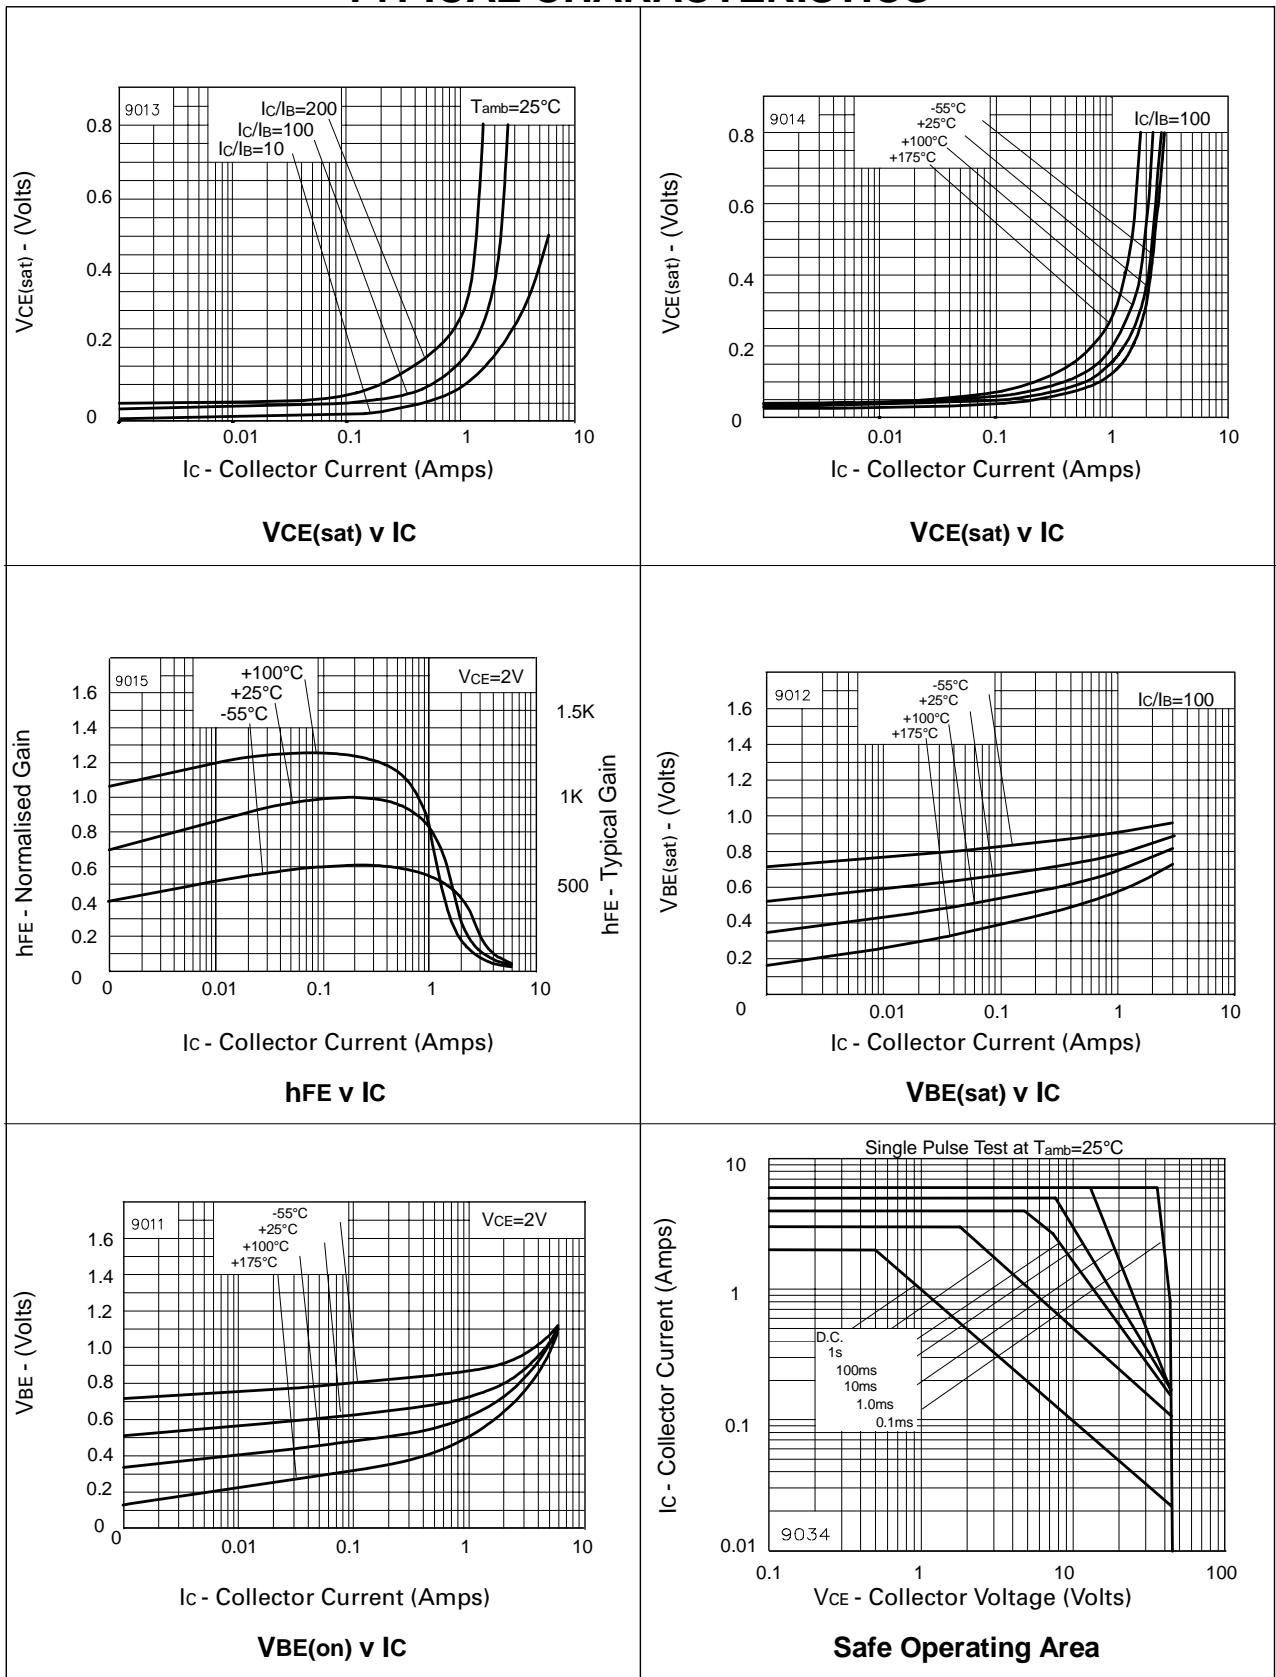 TYPICAL CHARACTERISTICS
9013
IC/IB=200
IC/IB=100
IC/IB=10
Tamb=25°C
0.8
0.6
0.4
0.2
0
VCE(sat) - (Volts)
0.01 0.1 1 10
IC - Collector Current (Amps)
VCE(sat) v IC
9014
-55°C
+25°C
+100°C
+175°C
IC/IB=100
0.8
0.6
0.4
0.2
0
VCE(sat) - (Volts)
0.01 0.1 1 10
IC - Collector Current (Amps)
VCE(sat) v IC
9015
+100°C
+25°C
-55°C
VCE=2V
1.6
1.4
1.2
1.0
0.8
0.6
0.4
0.2
0
hFE - Normalised Gain
1.5K
1K
500
hFE - Typical Gain
0 0.01 0.1 1 10
IC - Collector Current (Amps)
hFE v IC
9012
-55°C
+25°C
+100°C
+175°C
IC/IB=100
1.6
1.4
1.2
1.0
0.8
0.6
0.4
0.2
0
VBE(sat) - (Volts)
0.01 0.1 1 10
IC - Collector Current (Amps)
VBE(sat) v IC
9011
-55°C
+25°C
+100°C
+175°C
VCE=2V
1.6
1.4
1.2
1.0
0.8
0.6
0.4
0.2
0
VBE - (Volts)
0 0.01 0.1 1 10
IC - Collector Current (Amps)
VBE(on) v IC
Single Pulse Test at Tamb=25°C
10
1
0.1
0.01
IC - Collector Current (Amps)
D.C.
1s
100ms
10ms
1.0ms
0.1ms
9034
0.1 1 10 100
VCE - Collector Voltage (Volts)
Safe Operating Area